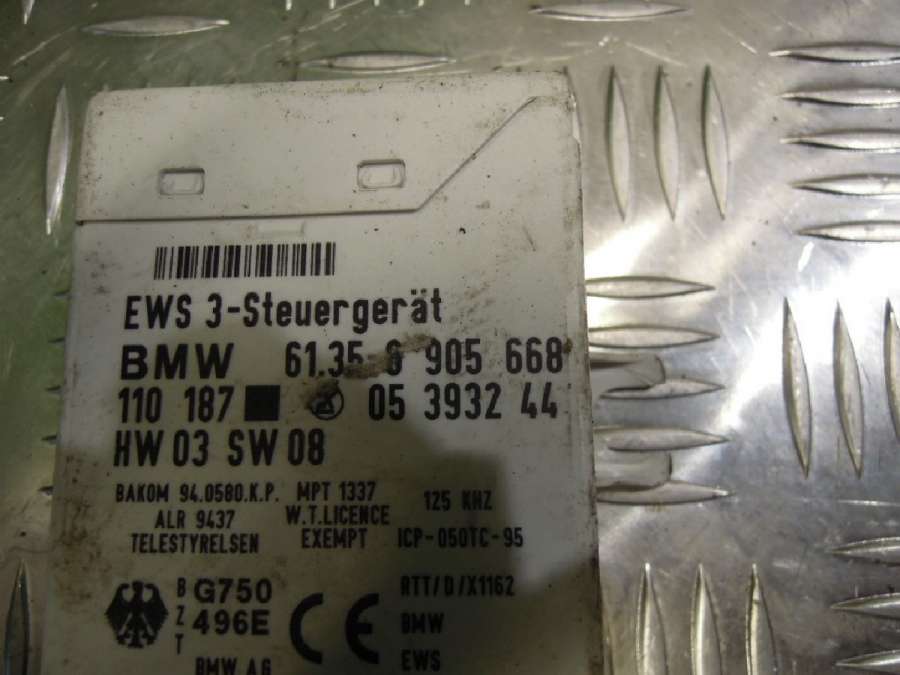 EWS 3-Steuergerät
BMW 61.35 6 905 668
110 187 05 3932 44
HW 03 SW 08
BAKOM 94.0580.K.P. MPT 1337 125 KHZ
ALR 9437 W.T.LICENCE
TELESTYRELSEN EXEMPT ICP-050TC-95
BZT G750 496E CE RTT/D/X1162
BMW
BMW AG EWS